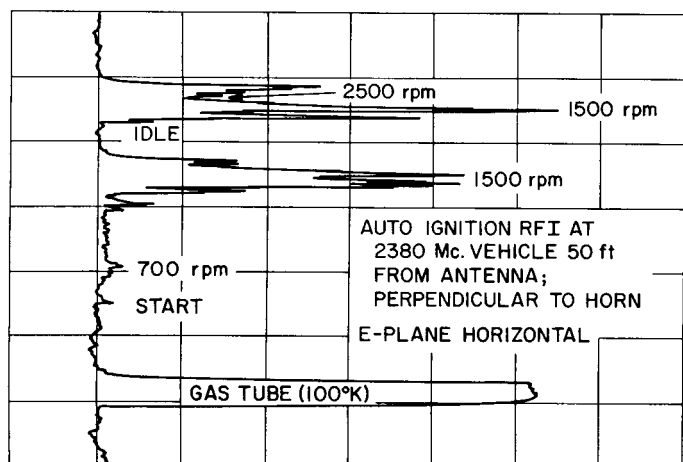 2500 rpm
1500 rpm
IDLE
1500 rpm
AUTO IGNITION RFI AT
2380 Mc. VEHICLE 50 ft
FROM ANTENNA;
PERPENDICULAR TO HORN
E-PLANE HORIZONTAL
700 rpm
START
GAS TUBE (100°K)